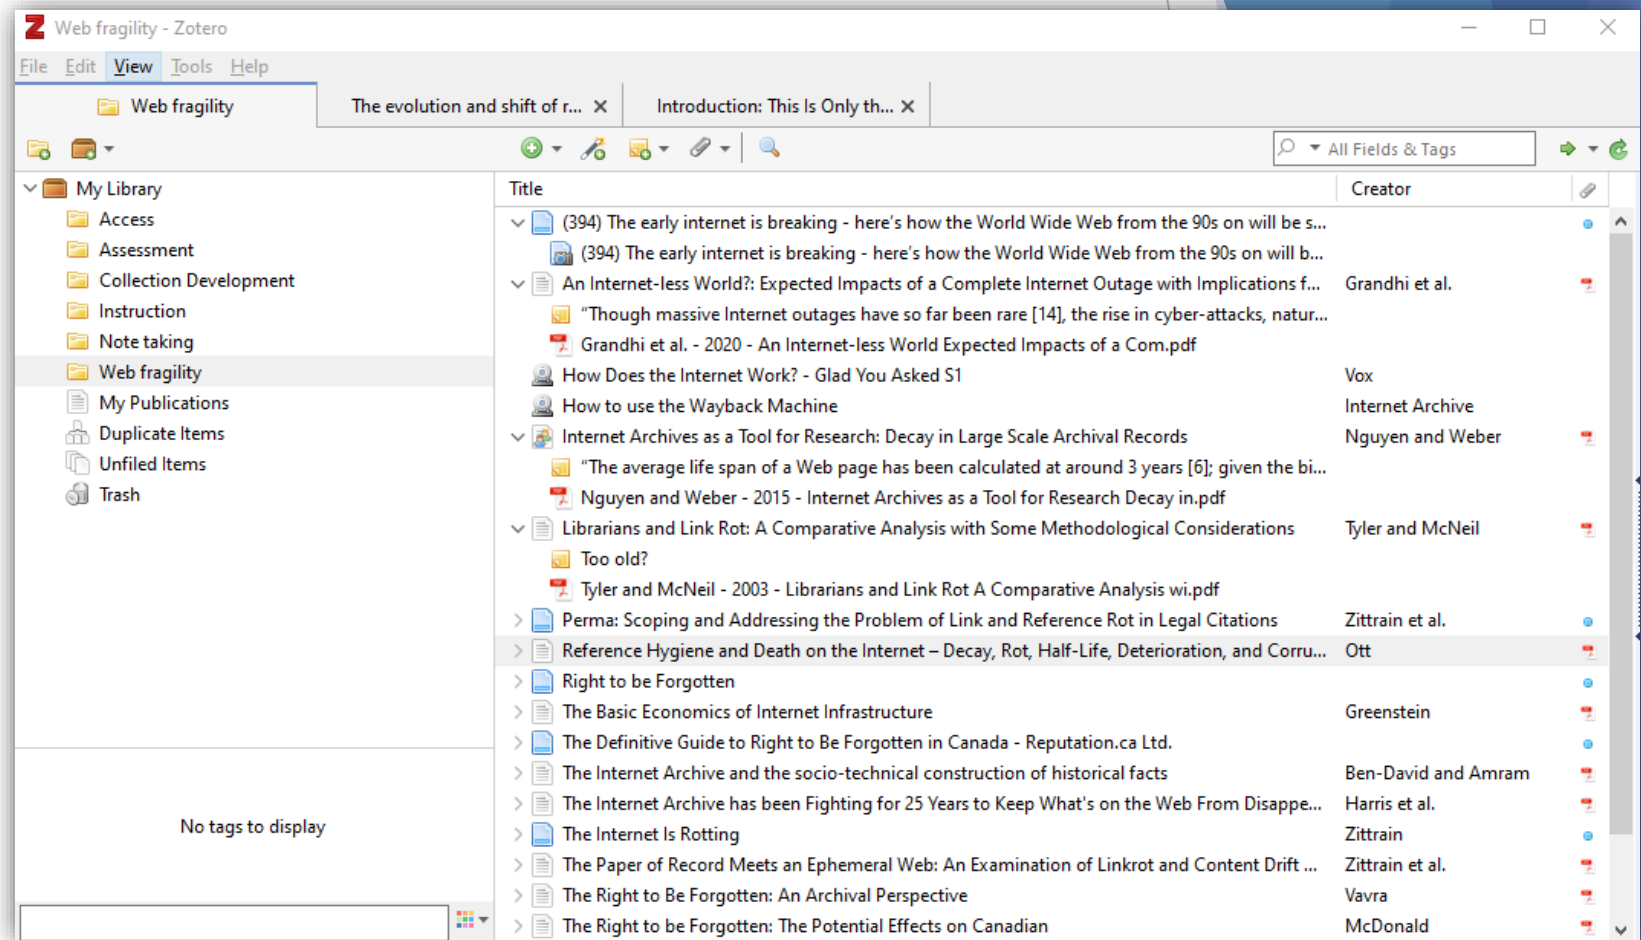 Web fragility - Zotero
File Edit View Tools Help
Web fragility
The evolution and shift of r...
Introduction: This Is Only th...
All Fields & Tags
My Library
Access
Assessment
Collection Development
Instruction
Note taking
Web fragility
My Publications
Duplicate Items
Unfiled Items
Trash
No tags to display
Title Creator
(394) The early internet is breaking - here's how the World Wide Web from the 90s on will be s...
(394) The early internet is breaking - here's how the World Wide Web from the 90s on will b...
An Internet-less World?: Expected Impacts of a Complete Internet Outage with Implications f... Grandhi et al.
“Though massive Internet outages have so far been rare [14], the rise in cyber-attacks, natur...
Grandhi et al. - 2020 - An Internet-less World Expected Impacts of a Com.pdf
How Does the Internet Work? - Glad You Asked S1 Vox
How to use the Wayback Machine Internet Archive
Internet Archives as a Tool for Research: Decay in Large Scale Archival Records Nguyen and Weber
“The average life span of a Web page has been calculated at around 3 years [6]; given the bi...
Nguyen and Weber - 2015 - Internet Archives as a Tool for Research Decay in.pdf
Librarians and Link Rot: A Comparative Analysis with Some Methodological Considerations Tyler and McNeil
Too old?
Tyler and McNeil - 2003 - Librarians and Link Rot A Comparative Analysis wi.pdf
Perma: Scoping and Addressing the Problem of Link and Reference Rot in Legal Citations Zittrain et al.
Reference Hygiene and Death on the Internet – Decay, Rot, Half-Life, Deterioration, and Corru... Ott
Right to be Forgotten
The Basic Economics of Internet Infrastructure Greenstein
The Definitive Guide to Right to Be Forgotten in Canada - Reputation.ca Ltd.
The Internet Archive and the socio-technical construction of historical facts Ben-David and Amram
The Internet Archive has been Fighting for 25 Years to Keep What's on the Web From Disappe... Harris et al.
The Internet Is Rotting Zittrain
The Paper of Record Meets an Ephemeral Web: An Examination of Linkrot and Content Drift ... Zittrain et al.
The Right to Be Forgotten: An Archival Perspective Vavra
The Right to be Forgotten: The Potential Effects on Canadian McDonald